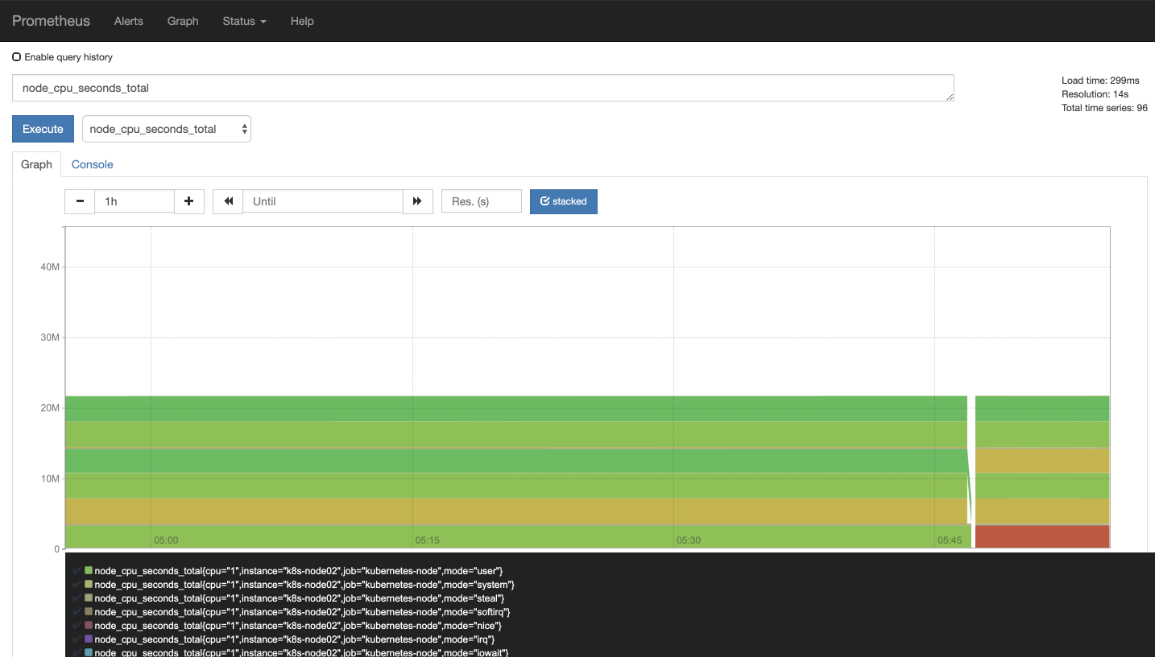 Prometheus Alerts Graph Status Help
Enable query history
node_cpu_seconds_total
Load time: 299ms
Resolution: 14s
Total time series: 96
Execute node_cpu_seconds_total
Graph Console
1h Until Res. (s) stacked
40M
30M
20M
10M
0
05:00 05:15 05:30 05:45
node_cpu_seconds_total{cpu="1",instance="k8s-node02",job="kubernetes-node",mode="user"}
node_cpu_seconds_total{cpu="1",instance="k8s-node02",job="kubernetes-node",mode="system"}
node_cpu_seconds_total{cpu="1",instance="k8s-node02",job="kubernetes-node",mode="steal"}
node_cpu_seconds_total{cpu="1",instance="k8s-node02",job="kubernetes-node",mode="softirq"}
node_cpu_seconds_total{cpu="1",instance="k8s-node02",job="kubernetes-node",mode="nice"}
node_cpu_seconds_total{cpu="1",instance="k8s-node02",job="kubernetes-node",mode="irq"}
node_cpu_seconds_total{cpu="1",instance="k8s-node02",job="kubernetes-node",mode="iowait"}